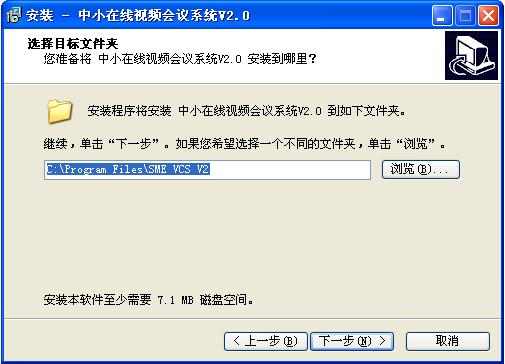 安装 - 中小在线视频会议系统V2.0
选择目标文件夹
您准备将 中小在线视频会议系统V2.0 安装到哪里？
安装程序将安装 中小在线视频会议系统V2.0 到如下文件夹。
继续，单击“下一步”。如果您希望选择一个不同的文件夹，单击“浏览”。
C:\Program Files\SME VCS V2
浏览(B)...
安装本软件至少需要 7.1 MB 磁盘空间。
< 上一步(B) 下一步(N) > 取消